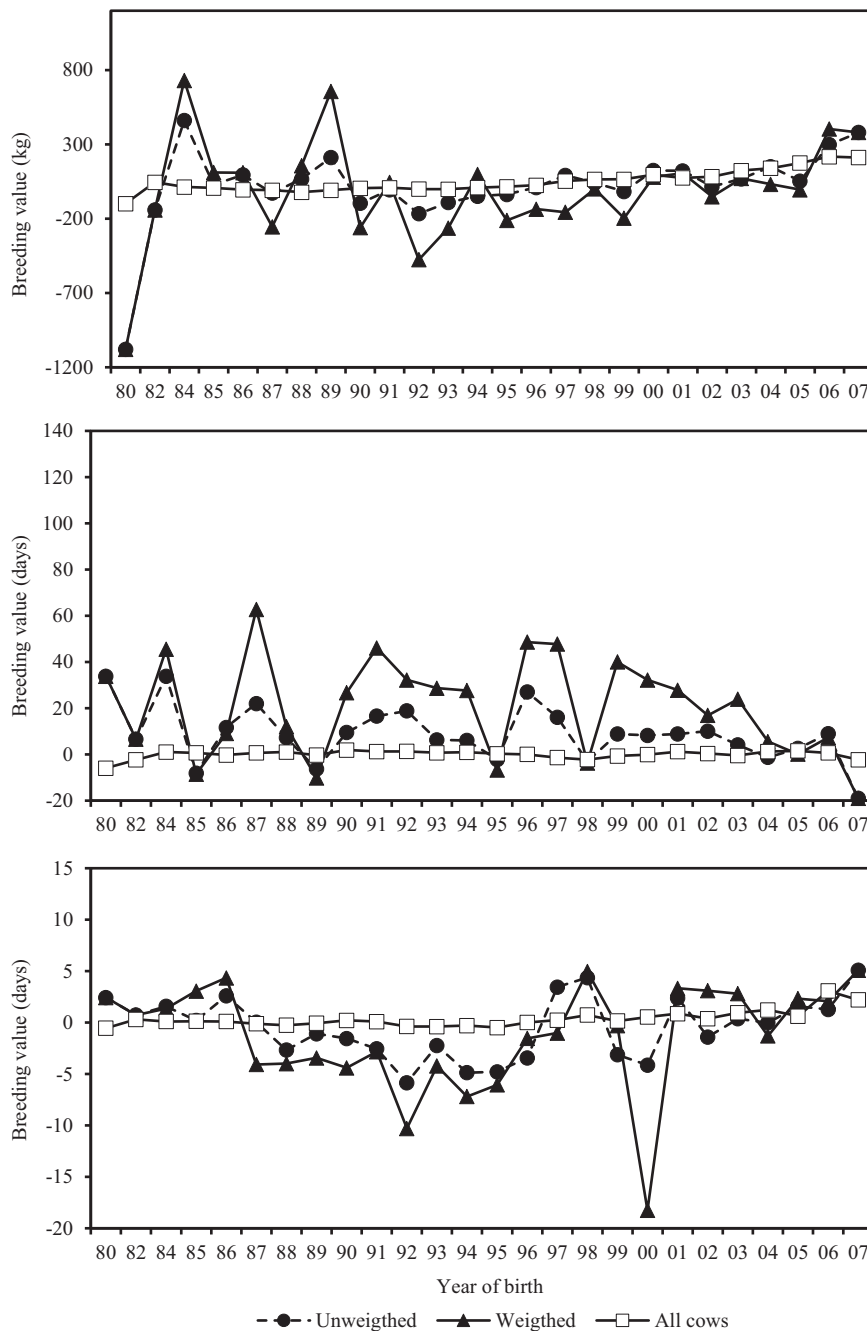 800
300
-200
-700
-1200
Breeding value (kg)
80 82 84 85 86 87 88 89 90 91 92 93 94 95 96 97 98 99 00 01 02 03 04 05 06 07
140
120
100
80
60
40
20
0
-20
Breeding value (days)
80 82 84 85 86 87 88 89 90 91 92 93 94 95 96 97 98 99 00 01 02 03 04 05 06 07
15
10
5
0
-5
-10
-15
-20
Breeding value (days)
80 82 84 85 86 87 88 89 90 91 92 93 94 95 96 97 98 99 00 01 02 03 04 05 06 07
Year of birth
Unweigthed Weigthed All cows